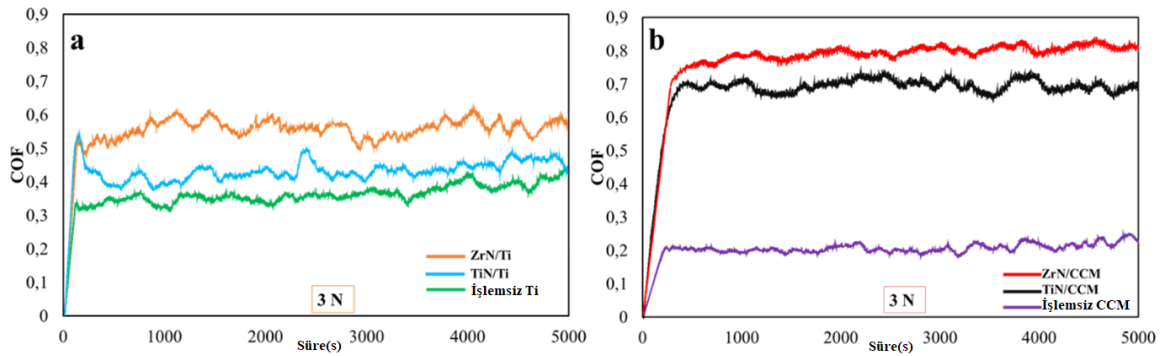 a
COF
0,9
0,8
0,7
0,6
0,5
0,4
0,3
0,2
0,1
0
ZrN/Ti
TiN/Ti
İşlemsiz Ti
3 N
0 1000 2000 3000 4000 5000
Süre(s)
b
COF
0,9
0,8
0,7
0,6
0,5
0,4
0,3
0,2
0,1
0
ZrN/CCM
TiN/CCM
İşlemsiz CCM
3 N
0 1000 2000 3000 4000 5000
Süre(s)